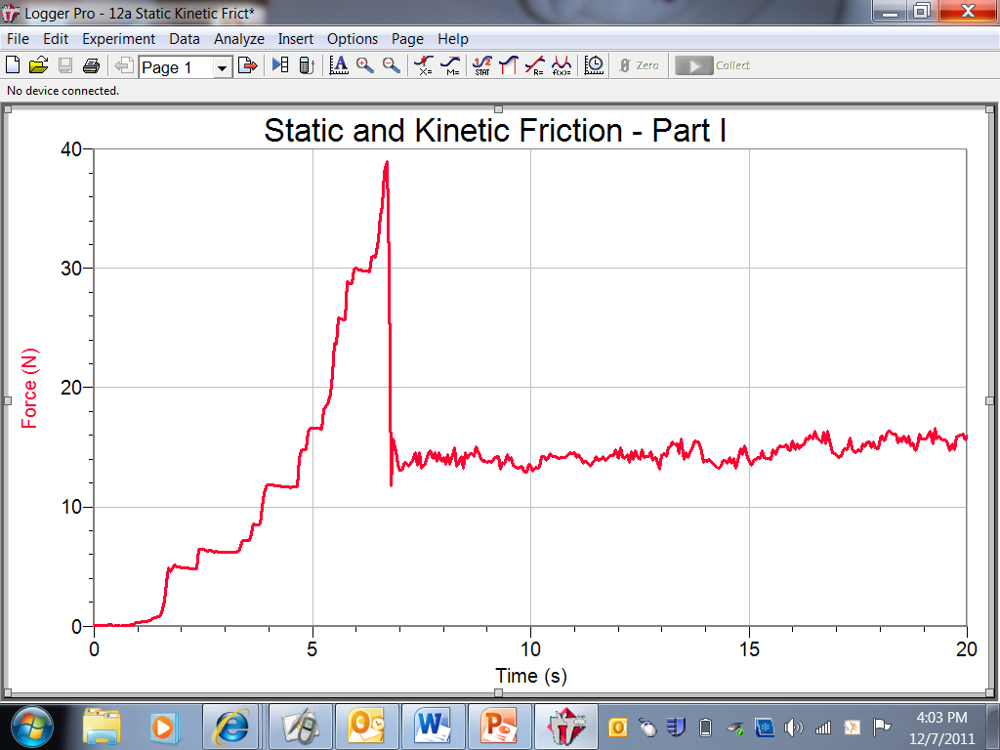 Logger Pro - 12a Static Kinetic Frict*
File Edit Experiment Data Analyze Insert Options Page Help
Page 1
X= M= STAT R= f(x)= Zero Collect
No device connected.
Static and Kinetic Friction - Part I
40
30
20
10
0
Force (N)
0 5 10 15 20
Time (s)
4:03 PM
12/7/2011